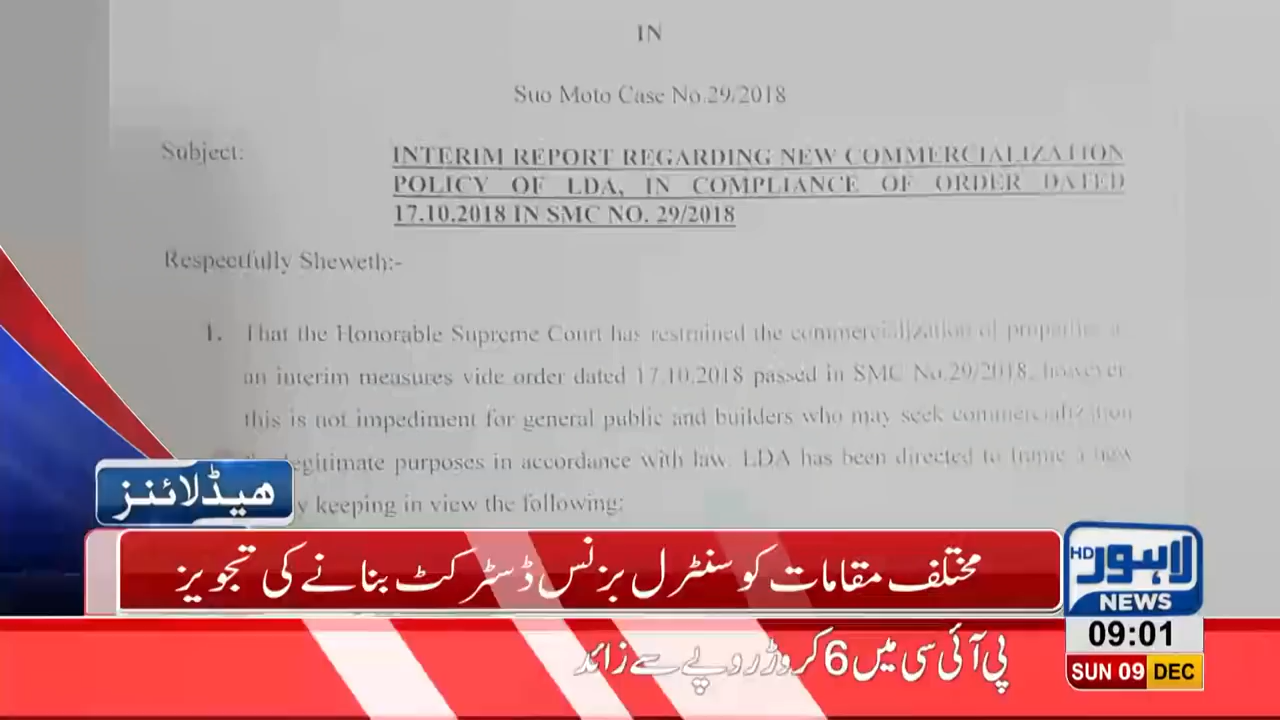 IN
Suo Moto Case No.29/2018
Subject:
INTERIM REPORT REGARDING NEW COMMERCIALIZATION
POLICY OF LDA, IN COMPLIANCE OF ORDER DATED
17.10.2018 IN SMC NO. 29/2018
Respectfully Sheweth:-
1. That the Honorable Supreme Court has restrained the commercialization of
an interim measures vide order dated 17.10.2018 passed in SMC No.29/2018, however,
this is not impediment for general public and builders who may seek commercialization
legitimate purposes in accordance with law. LDA has been directed to frame a new
keeping in view the following:
ھیڈلائنز
مختلف مقامات کو سنٹرل بزنس ڈسٹرکٹ بنانے کی تجویز
HD لاہور
NEWS
09:01
SUN 09 DEC
پی آئی سی میں 6 کروڑ روپے سے زائد